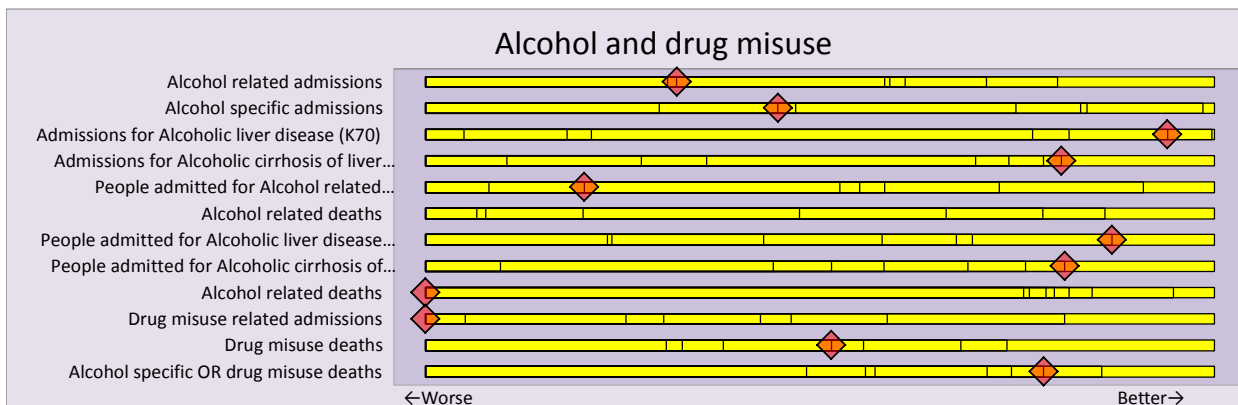 Alcohol and drug misuse
Alcohol related admissions
Alcohol specific admissions
Admissions for Alcoholic liver disease (K70)
Admissions for Alcoholic cirrhosis of liver...
People admitted for Alcohol related...
Alcohol related deaths
People admitted for Alcoholic liver disease...
People admitted for Alcoholic cirrhosis of...
Alcohol related deaths
Drug misuse related admissions
Drug misuse deaths
Alcohol specific OR drug misuse deaths
←Worse Better→